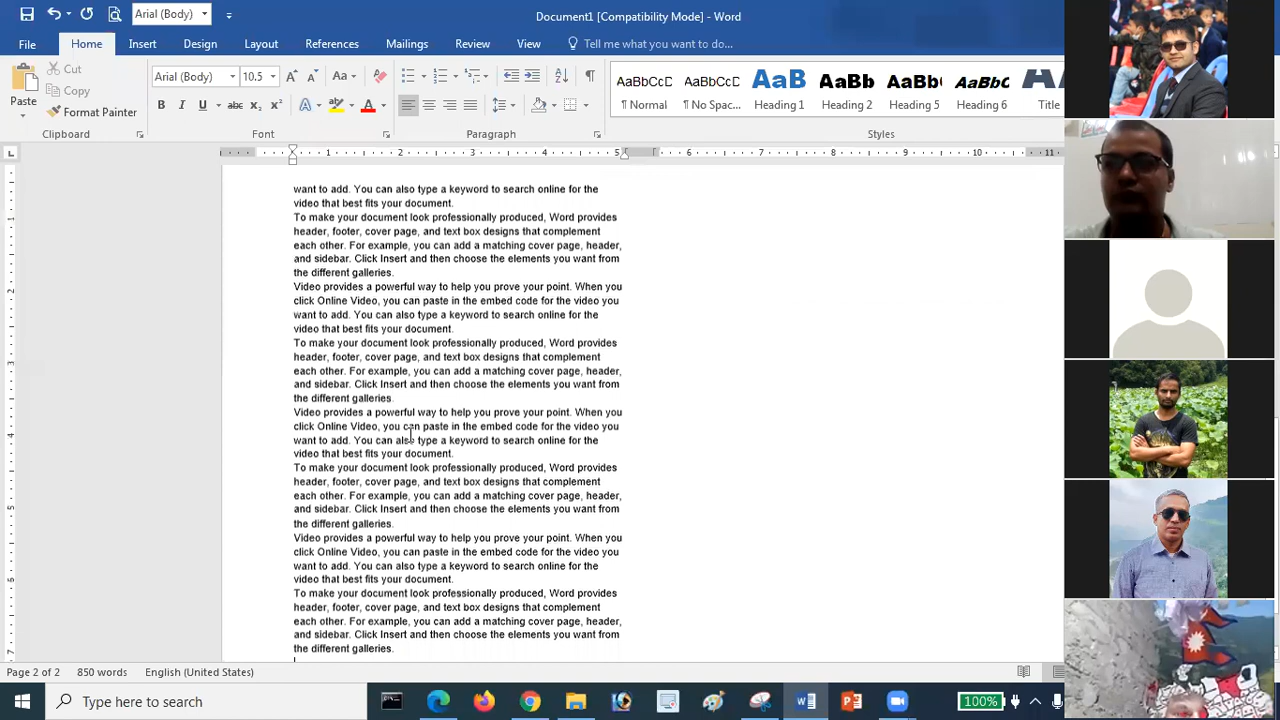 Arial (Body)
Document1 [Compatibility Mode] - Word
File Home Insert Design Layout References Mailings Review View Tell me what you want to do...
Paste
Cut
Copy
Format Painter
Arial (Body) 10.5
AaBbCcD AaBbCcD AaB AaBb AaBbC AaBbC
¶ Normal ¶ No Spac... Heading 1 Heading 2 Heading 5 Heading 6 Title
Clipboard Font Paragraph Styles
1 2 3 4 5 6 7 8 9 10 11
want to add. You can also type a keyword to search online for the
video that best fits your document.
To make your document look professionally produced, Word provides
header, footer, cover page, and text box designs that complement
each other. For example, you can add a matching cover page, header,
and sidebar. Click Insert and then choose the elements you want from
the different galleries.
Video provides a powerful way to help you prove your point. When you
click Online Video, you can paste in the embed code for the video you
want to add. You can also type a keyword to search online for the
video that best fits your document.
To make your document look professionally produced, Word provides
header, footer, cover page, and text box designs that complement
each other. For example, you can add a matching cover page, header,
and sidebar. Click Insert and then choose the elements you want from
the different galleries.
Video provides a powerful way to help you prove your point. When you
click Online Video, you can paste in the embed code for the video you
want to add. You can also type a keyword to search online for the
video that best fits your document.
To make your document look professionally produced, Word provides
header, footer, cover page, and text box designs that complement
each other. For example, you can add a matching cover page, header,
and sidebar. Click Insert and then choose the elements you want from
the different galleries.
Video provides a powerful way to help you prove your point. When you
click Online Video, you can paste in the embed code for the video you
want to add. You can also type a keyword to search online for the
video that best fits your document.
To make your document look professionally produced, Word provides
header, footer, cover page, and text box designs that complement
each other. For example, you can add a matching cover page, header,
and sidebar. Click Insert and then choose the elements you want from
the different galleries.
Page 2 of 2 850 words English (United States)
Type here to search
100%